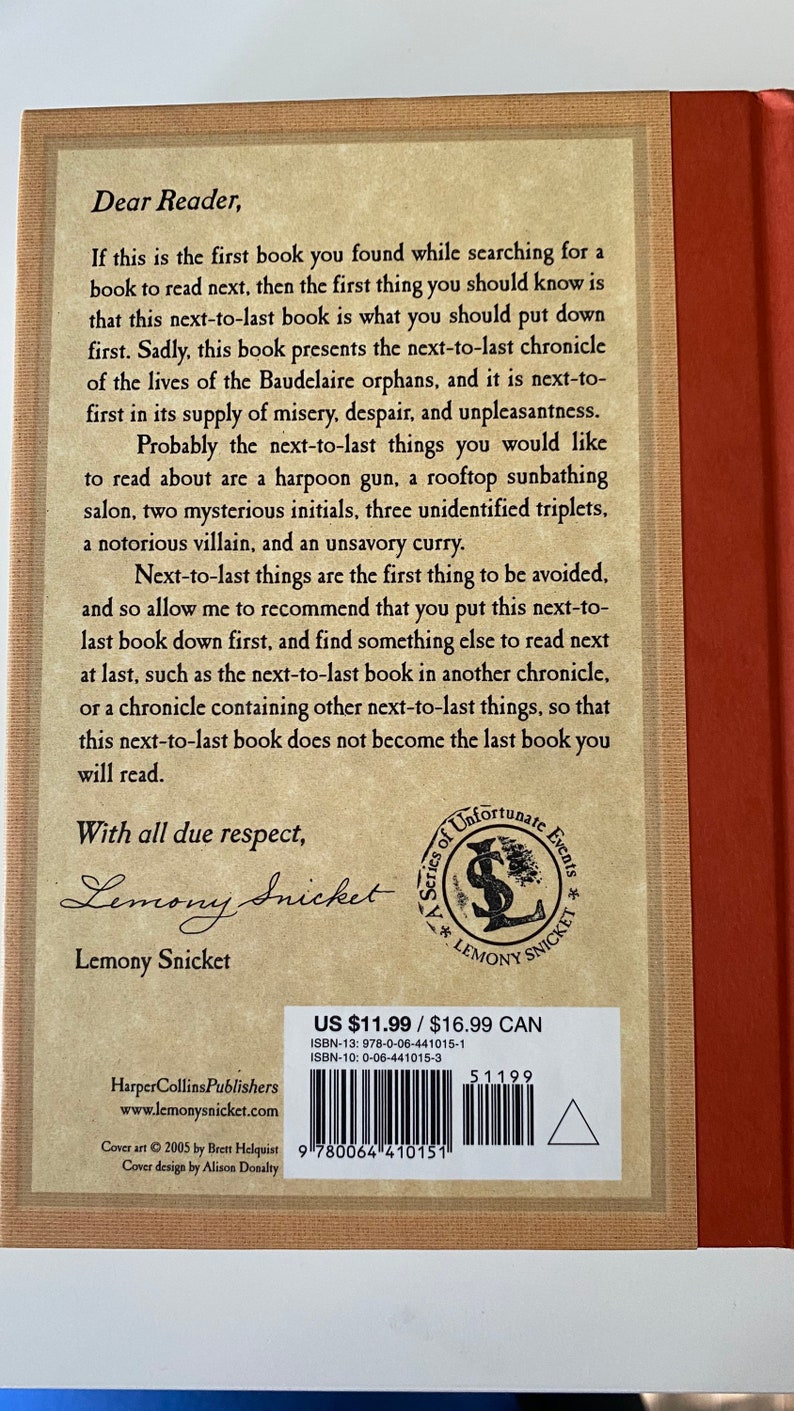 Dear Reader,
If this is the first book you found while searching for a
book to read next, then the first thing you should know is
that this next-to-last book is what you should put down
first. Sadly, this book presents the next-to-last chronicle
of the lives of the Baudelaire orphans, and it is next-to-
first in its supply of misery, despair, and unpleasantness.
Probably the next-to-last things you would like
to read about are a harpoon gun, a rooftop sunbathing
salon, two mysterious initials, three unidentified triplets,
a notorious villain, and an unsavory curry.
Next-to-last things are the first thing to be avoided,
and so allow me to recommend that you put this next-to-
last book down first, and find something else to read next
at last, such as the next-to-last book in another chronicle,
or a chronicle containing other next-to-last things, so that
this next-to-last book does not become the last book you
will read.
With all due respect,
Lemony Snicket
Lemony Snicket
* A Series of Unfortunate Events *
LEMONY SNICKET
LS
US $11.99 / $16.99 CAN
ISBN-13: 978-0-06-441015-1
ISBN-10: 0-06-441015-3
51199
9 780064 410151
HarperCollinsPublishers
www.lemonysnicket.com
Cover art © 2005 by Brett Helquist
Cover design by Alison Donalty